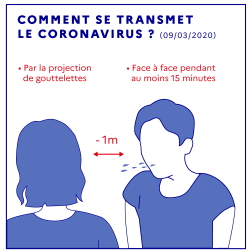 COMMENT SE TRANSMET
LE CORONAVIRUS ? (09/03/2020)
• Par la projection
de gouttelettes
• Face à face pendant
au moins 15 minutes
- 1m